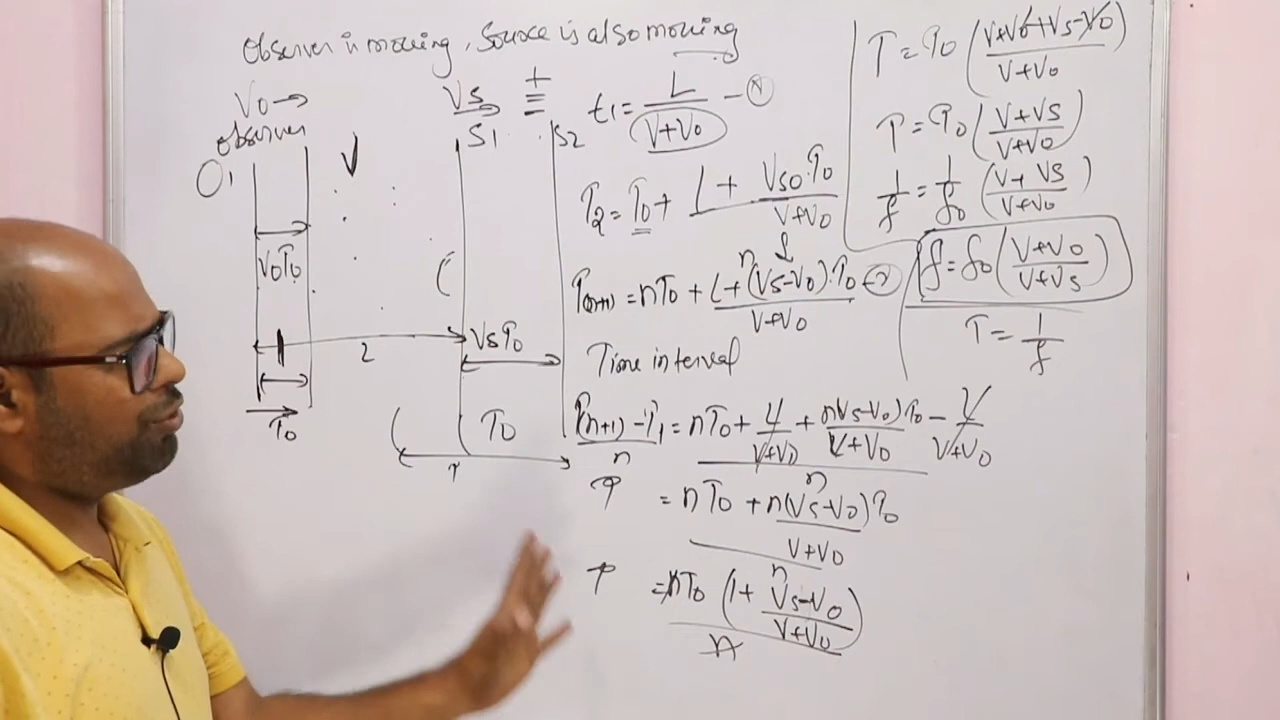 Observer is moving, Source is also moving
V0 →
Observer
O1
V
VS
+
S1
S2
V0T0
L
VST0
T0
T0
t1 = L/(V+V0)
T2 = T0 + (L + VS0·T0)/(V+V0)
T(n+1) = nT0 + (L + n(VS-V0)·T0)/(V+V0)
Time interval
(T(n+1) - T1)/n = (nT0 + L/(V+V0) + n(VS-V0)T0/(V+V0) - L/(V+V0))/n
T = (nT0 + n(VS-V0)T0/(V+V0))/n
T = nT0 (1 + (VS-V0)/(V+V0))/n
T = T0 ((V+V0+VS-V0)/(V+V0))
T = T0 ((V+VS)/(V+V0))
1/f = 1/f0 ((V+VS)/(V+V0))
f = f0 ((V+V0)/(V+VS))
T = 1/f